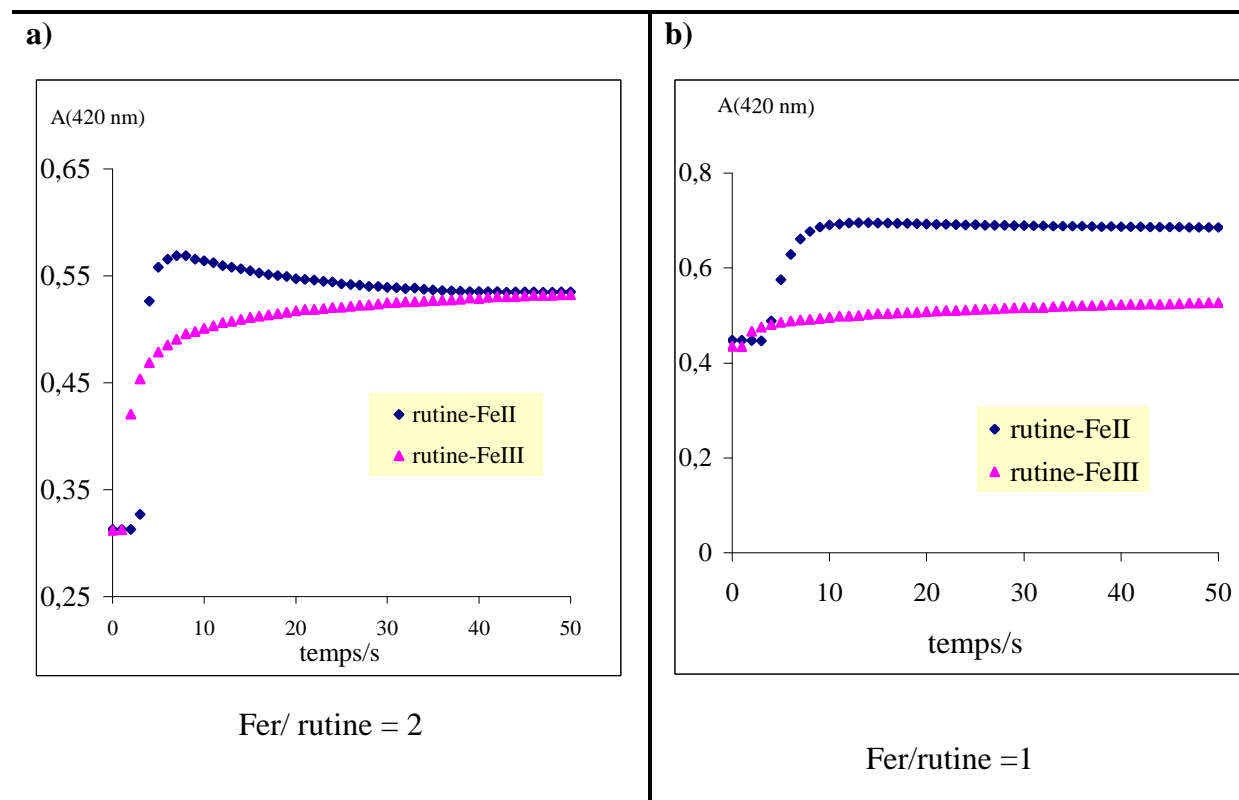 a)
A(420 nm)
0,65
0,55
0,45
0,35
0,25
0 10 20 30 40 50
temps/s
rutine-FeII
rutine-FeIII
Fer/ rutine = 2
b)
A(420 nm)
0,8
0,6
0,4
0,2
0
0 10 20 30 40 50
temps/s
rutine-FeII
rutine-FeIII
Fer/rutine =1